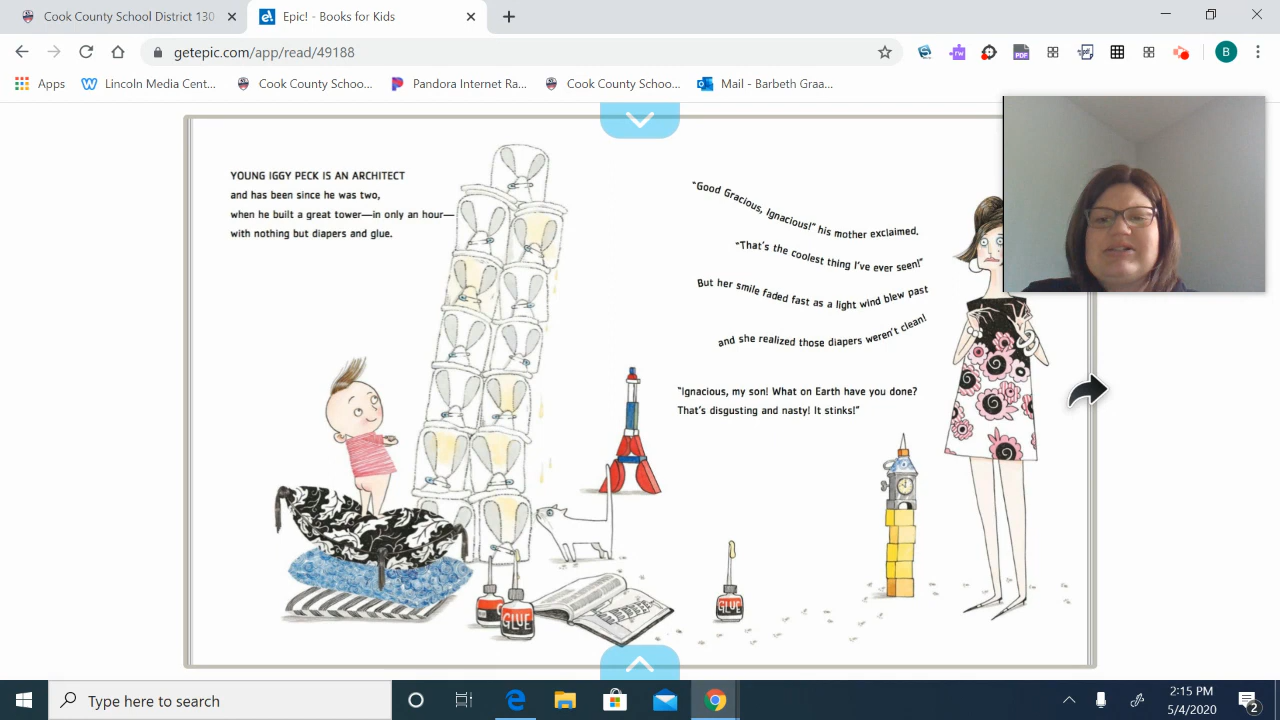 Cook County School District 130
Epic! - Books for Kids
getepic.com/app/read/49188
B
Apps
Lincoln Media Cent...
Cook County Schoo...
Pandora Internet Ra...
Cook County Schoo...
Mail - Barbeth Graa...
YOUNG IGGY PECK IS AN ARCHITECT
and has been since he was two,
when he built a great tower—in only an hour—
with nothing but diapers and glue.
"Good Gracious, Ignacious!" his mother exclaimed.
"That's the coolest thing I've ever seen!"
But her smile faded fast as a light wind blew past
and she realized those diapers weren't clean!
"Ignacious, my son! What on Earth have you done?
That's disgusting and nasty! It stinks!"
GLUE
GLUE
Type here to search
2:15 PM
5/4/2020
2